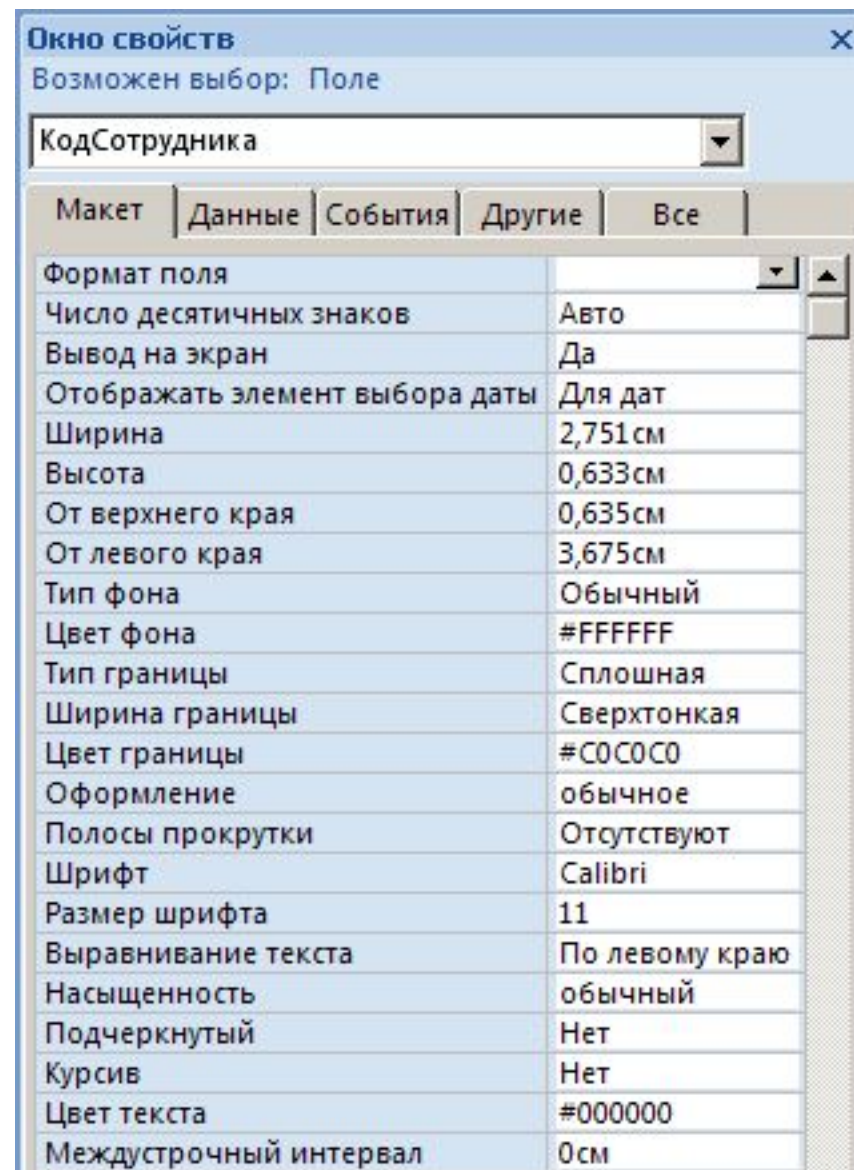 Окно свойств
Возможен выбор: Поле
КодСотрудника
Макет Данные События Другие Все
Формат поля
Число десятичных знаков Авто
Вывод на экран Да
Отображать элемент выбора даты Для дат
Ширина 2,751см
Высота 0,633см
От верхнего края 0,635см
От левого края 3,675см
Тип фона Обычный
Цвет фона #FFFFFF
Тип границы Сплошная
Ширина границы Сверхтонкая
Цвет границы #C0C0C0
Оформление обычное
Полосы прокрутки Отсутствуют
Шрифт Calibri
Размер шрифта 11
Выравнивание текста По левому краю
Насыщенность обычный
Подчеркнутый Нет
Курсив Нет
Цвет текста #000000
Междустрочный интервал 0см